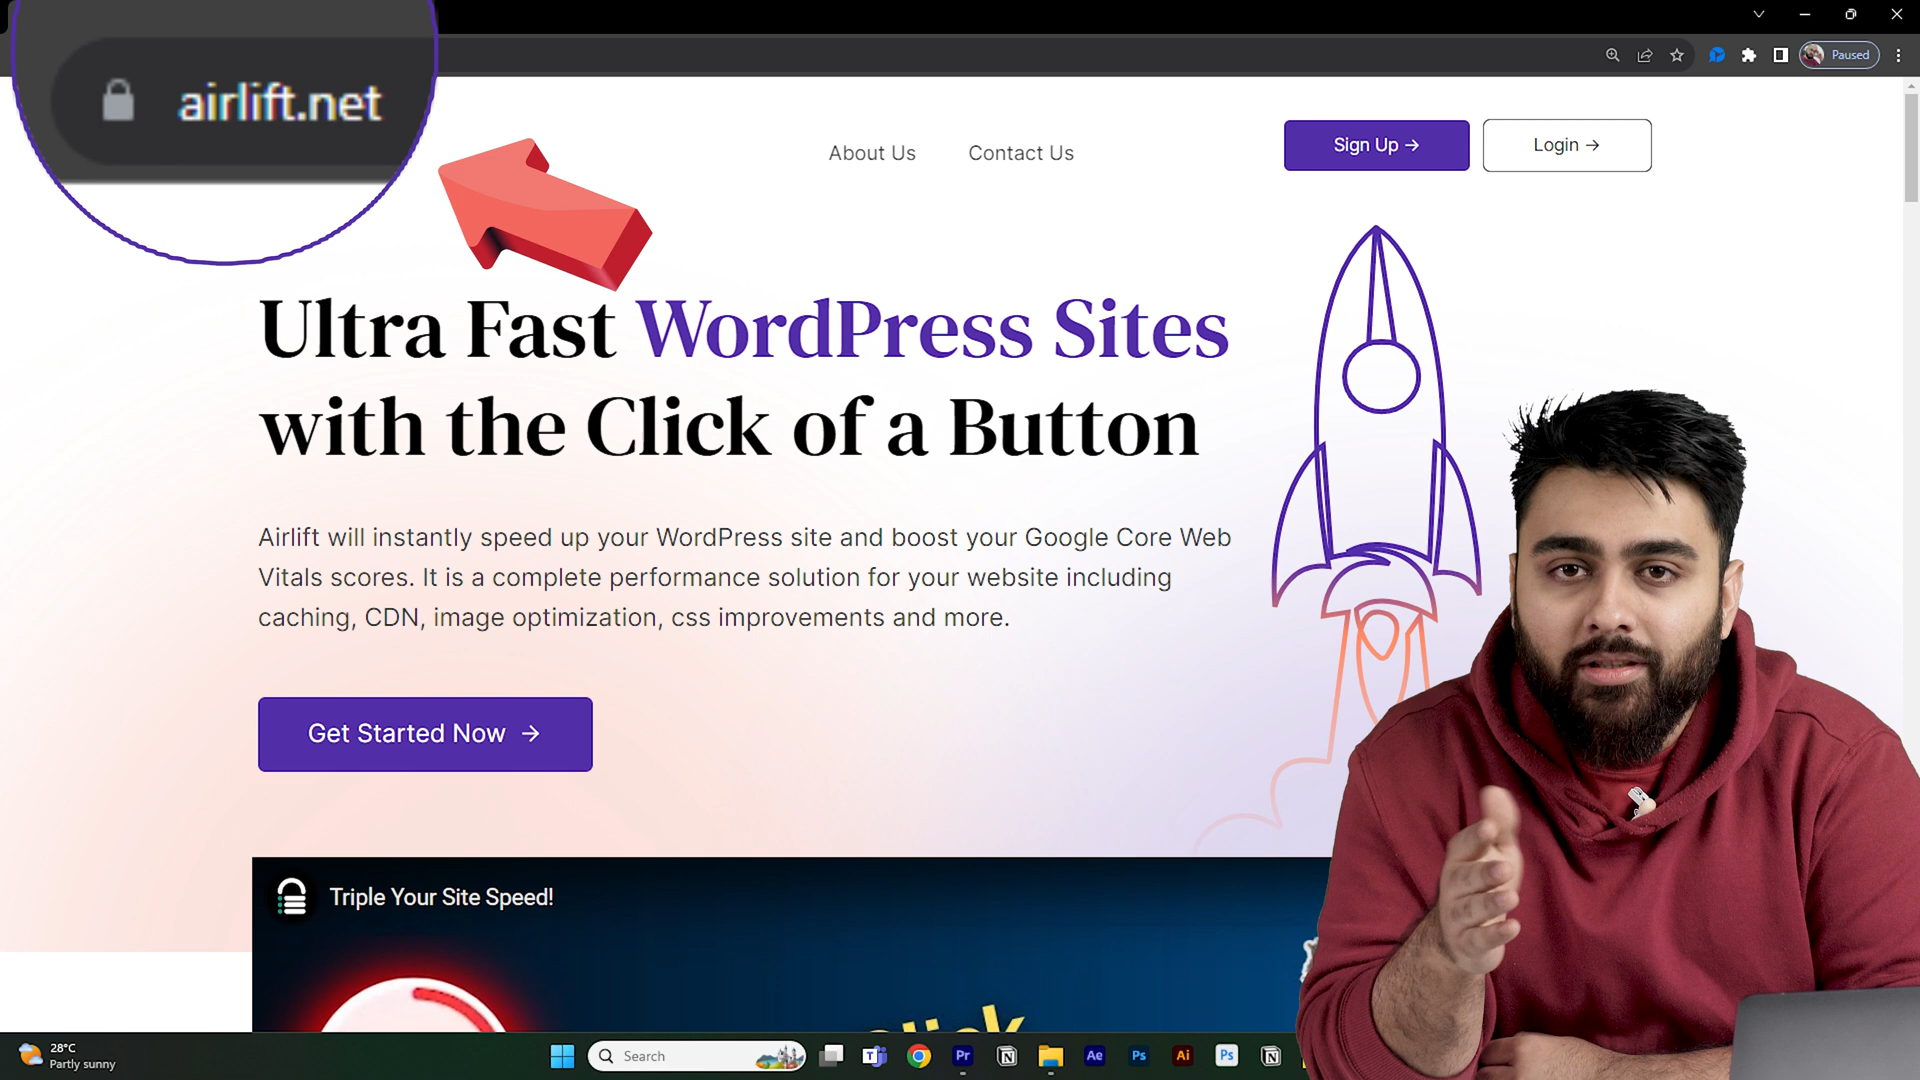 airlift.net
Paused
About Us
Contact Us
Sign Up →
Login →
Ultra Fast WordPress Sites
with the Click of a Button
Airlift will instantly speed up your WordPress site and boost your Google Core Web
Vitals scores. It is a complete performance solution for your website including
caching, CDN, image optimization, css improvements and more.
Get Started Now →
Triple Your Site Speed!
Click
28°C
Partly sunny
Search
Pr
Ae
Ps
Ai
Ps